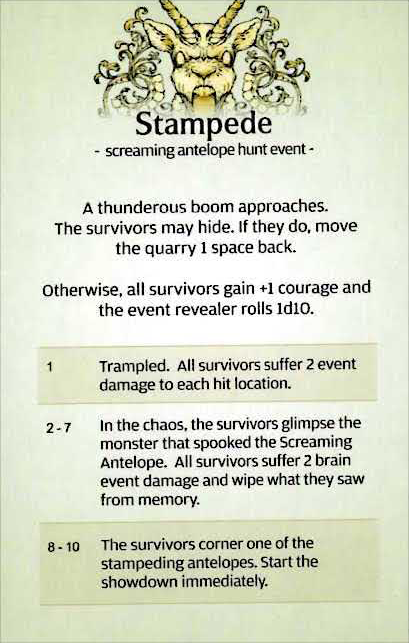 Stampede
- screaming antelope hunt event -
A thunderous boom approaches.
The survivors may hide. If they do, move
the quarry 1 space back.
Otherwise, all survivors gain +1 courage and
the event revealer rolls 1d10.
1 Trampled. All survivors suffer 2 event
damage to each hit location.
2 - 7 In the chaos, the survivors glimpse the
monster that spooked the Screaming
Antelope. All survivors suffer 2 brain
event damage and wipe what they saw
from memory.
8 - 10 The survivors corner one of the
stampeding antelopes. Start the
showdown immediately.